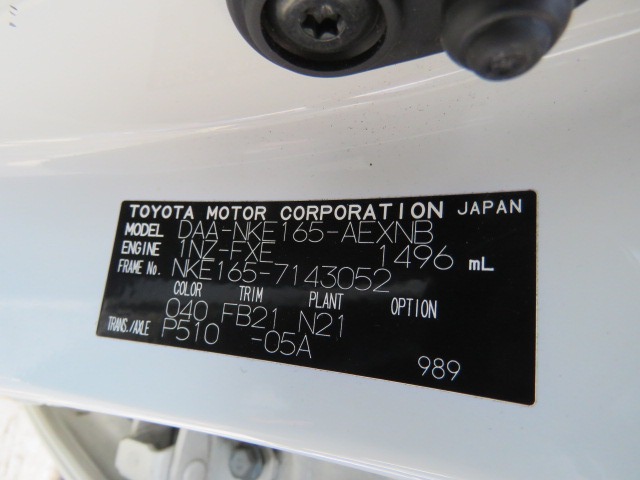 TOYOTA MOTOR CORPORATION JAPAN
MODEL DAA-NKE165-AEXNB
ENGINE 1NZ-FXE 1496 mL
FRAME No. NKE165-7143052
COLOR TRIM PLANT OPTION
040 FB21 N21
TRANS./AXLE P510 -05A
989